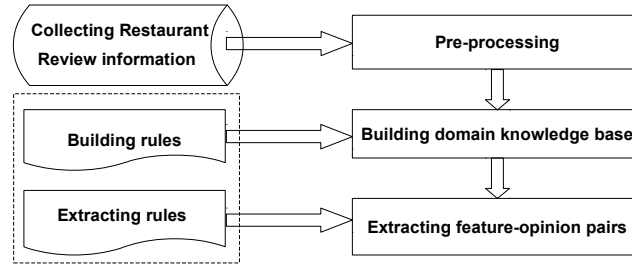 Collecting Restaurant
Review information
Pre-processing
Building rules
Building domain knowledge base
Extracting rules
Extracting feature-opinion pairs